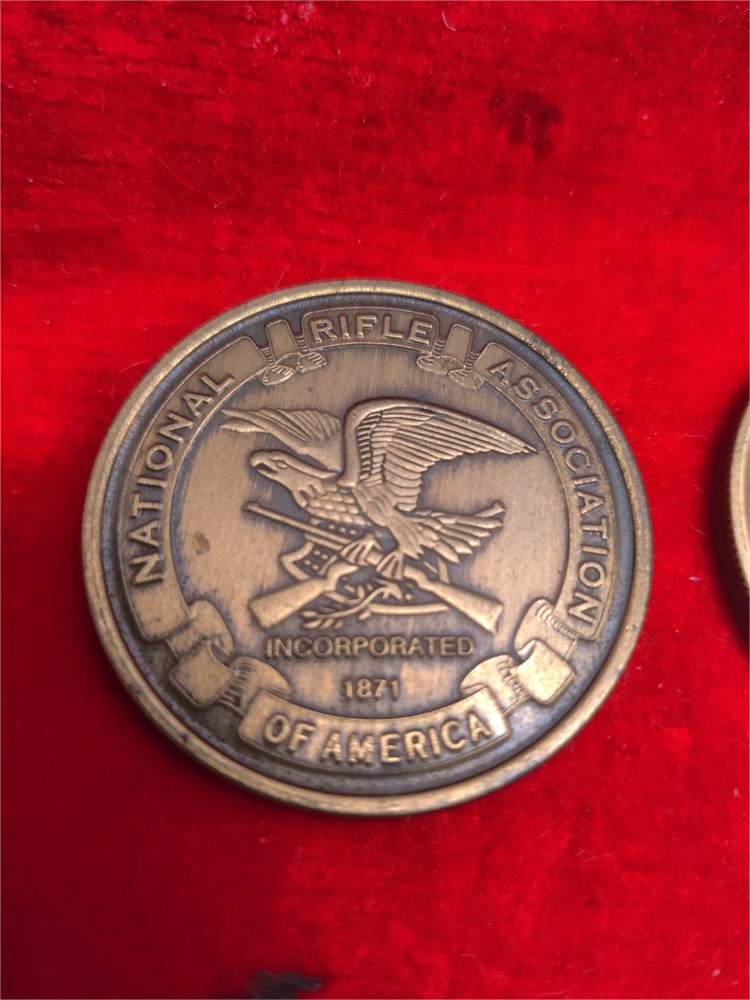 NATIONAL RIFLE ASSOCIATION
INCORPORATED
1871
OF AMERICA